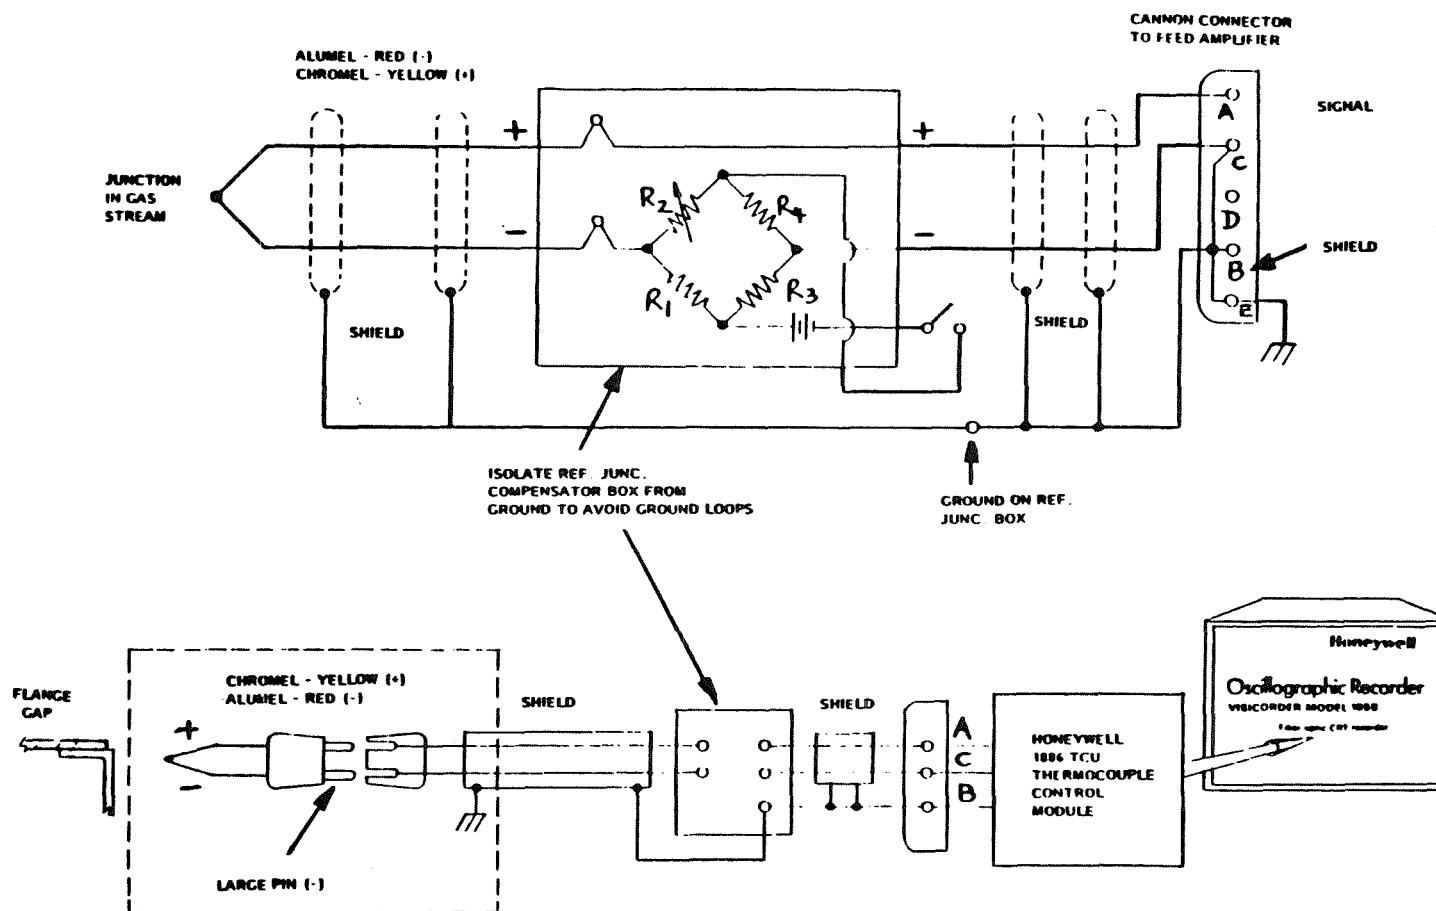 CANNON CONNECTOR
TO FEED AMPLIFIER
ALUMEL - RED (-)
CHROMEL - YELLOW (+)
SIGNAL
A
+
+
C
JUNCTION
IN GAS
STREAM
R2
R4
D
-
-
SHIELD
B
R1
R3
E
SHIELD
SHIELD
ISOLATE REF. JUNC.
COMPENSATOR BOX FROM
GROUND TO AVOID GROUND LOOPS
GROUND ON REF.
JUNC. BOX
Honeywell
CHROMEL - YELLOW (+)
ALUMEL - RED (-)
FLANGE
GAP
SHIELD
SHIELD
Oscillographic Recorder
VISICORDER MODEL 1858
CRT recorder
+
-
A
C
B
HONEYWELL
1886 TCU
THERMOCOUPLE
CONTROL
MODULE
LARGE PIN (-)